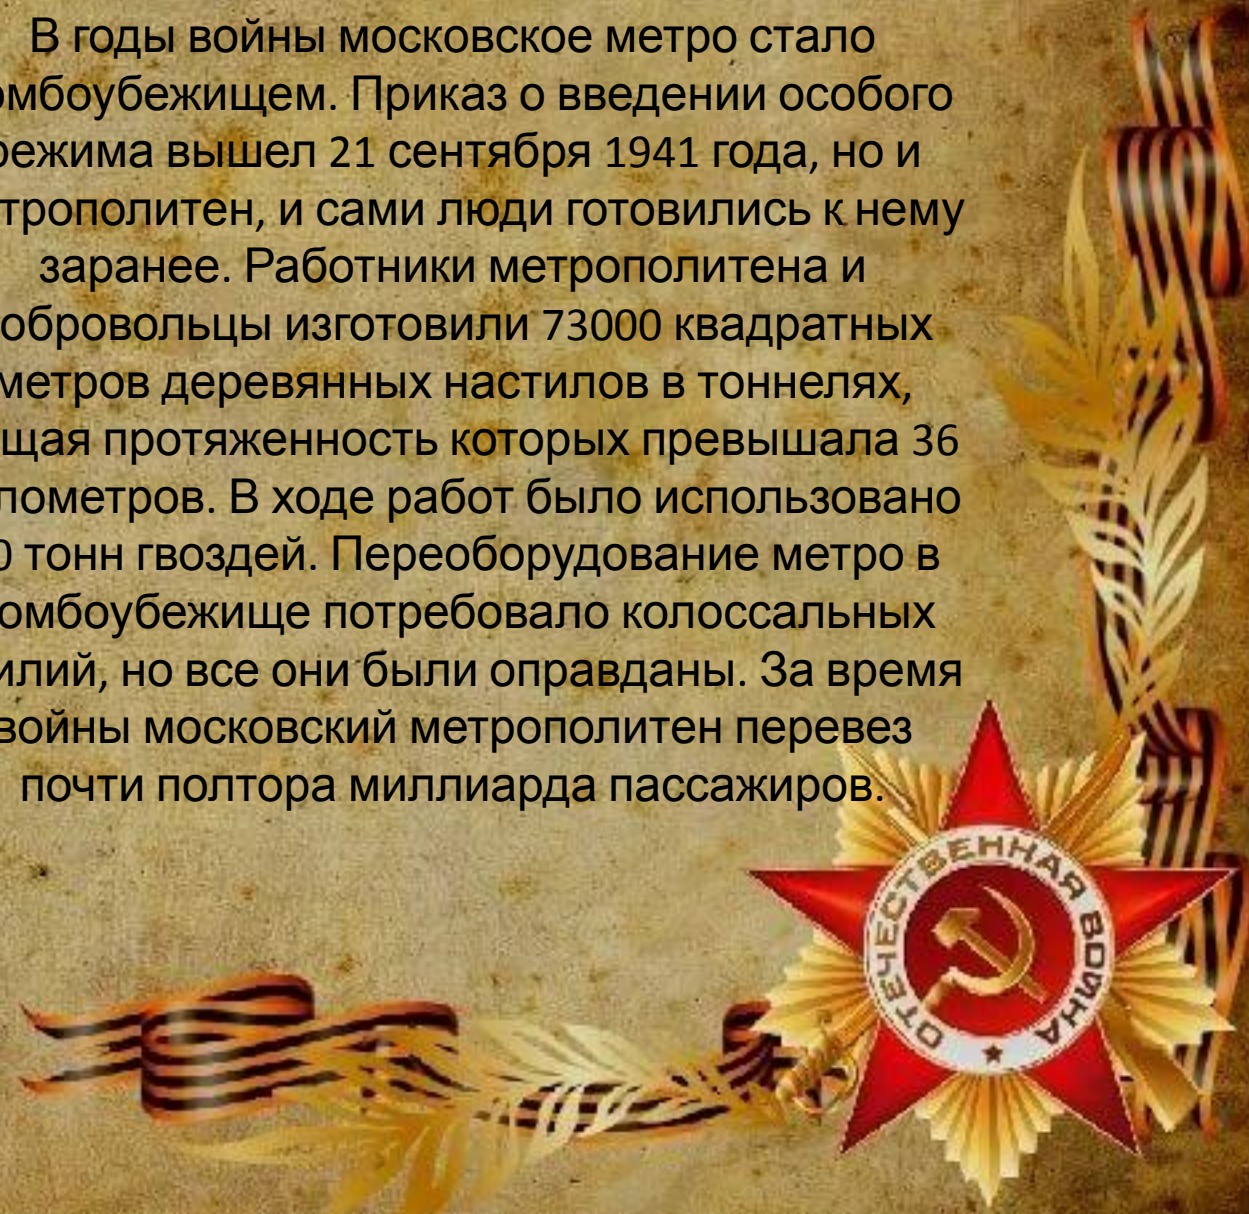 В годы войны московское метро стало
омбоубежищем. Приказ о введении особого
режима вышел 21 сентября 1941 года, но и
трополитен, и сами люди готовились к нему
заранее. Работники метрополитена и
обровольцы изготовили 73000 квадратных
метров деревянных настилов в тоннелях,
щая протяженность которых превышала 36
лометров. В ходе работ было использовано
0 тонн гвоздей. Переоборудование метро в
омбоубежище потребовало колоссальных
илий, но все они были оправданы. За время
войны московский метрополитен перевез
почти полтора миллиарда пассажиров.
ОТЕЧЕСТВЕННАЯ ВОЙНА